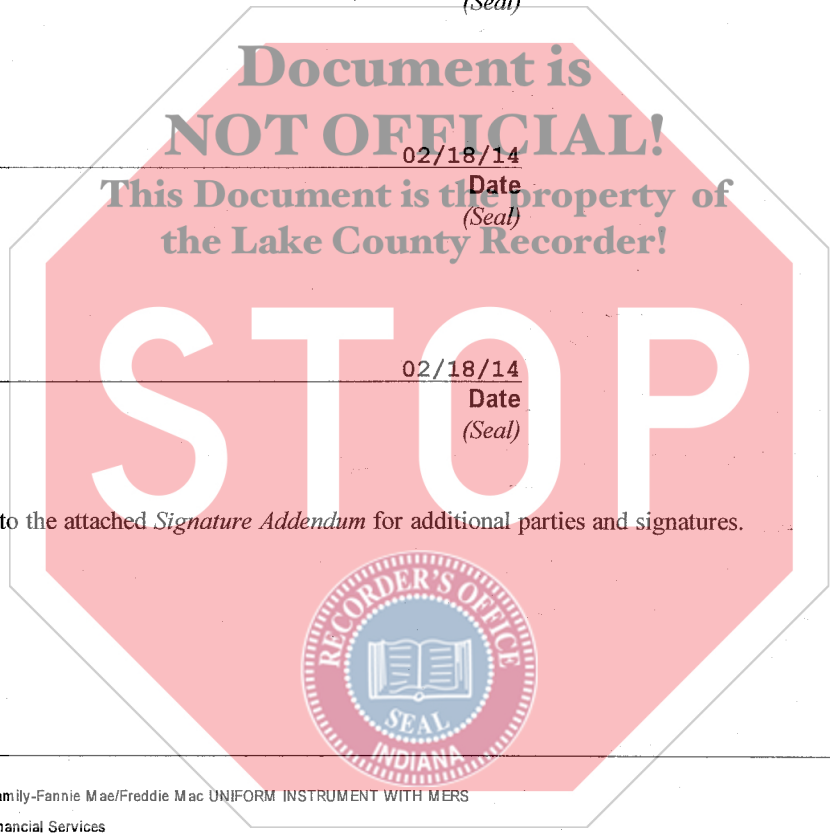 (Seal)
Document is
NOT OFFICIAL!
02/18/14
This Document is the property of
Date
(Seal)
the Lake County Recorder!
STOP
02/18/14
Date
(Seal)
to the attached Signature Addendum for additional parties and signatures.
RECORDER'S OFFICE
SEAL
INDIANA
amily-Fannie Mae/Freddie Mac UNIFORM INSTRUMENT WITH MERS
nancial Services